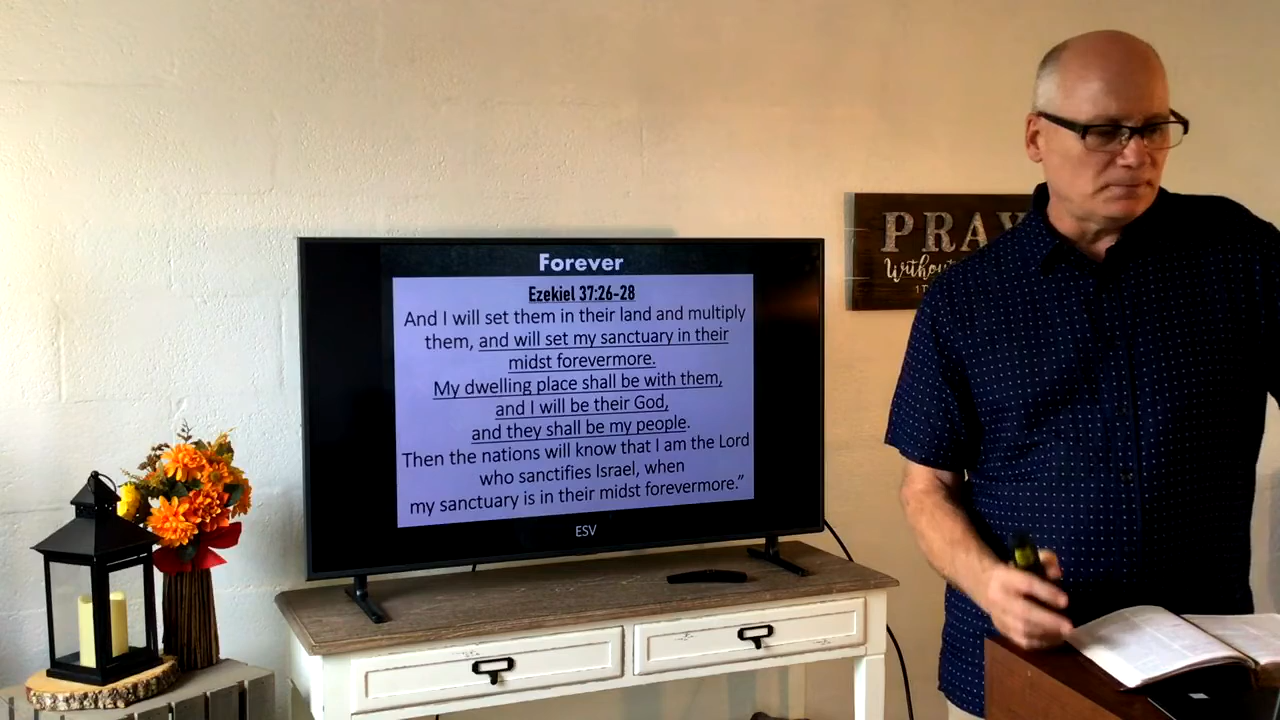 Forever
Ezekiel 37:26-28
And I will set them in their land and multiply
them, and will set my sanctuary in their
midst forevermore.
My dwelling place shall be with them,
and I will be their God,
and they shall be my people.
Then the nations will know that I am the Lord
who sanctifies Israel, when
my sanctuary is in their midst forevermore.”
ESV
PRAY
Without
1 T